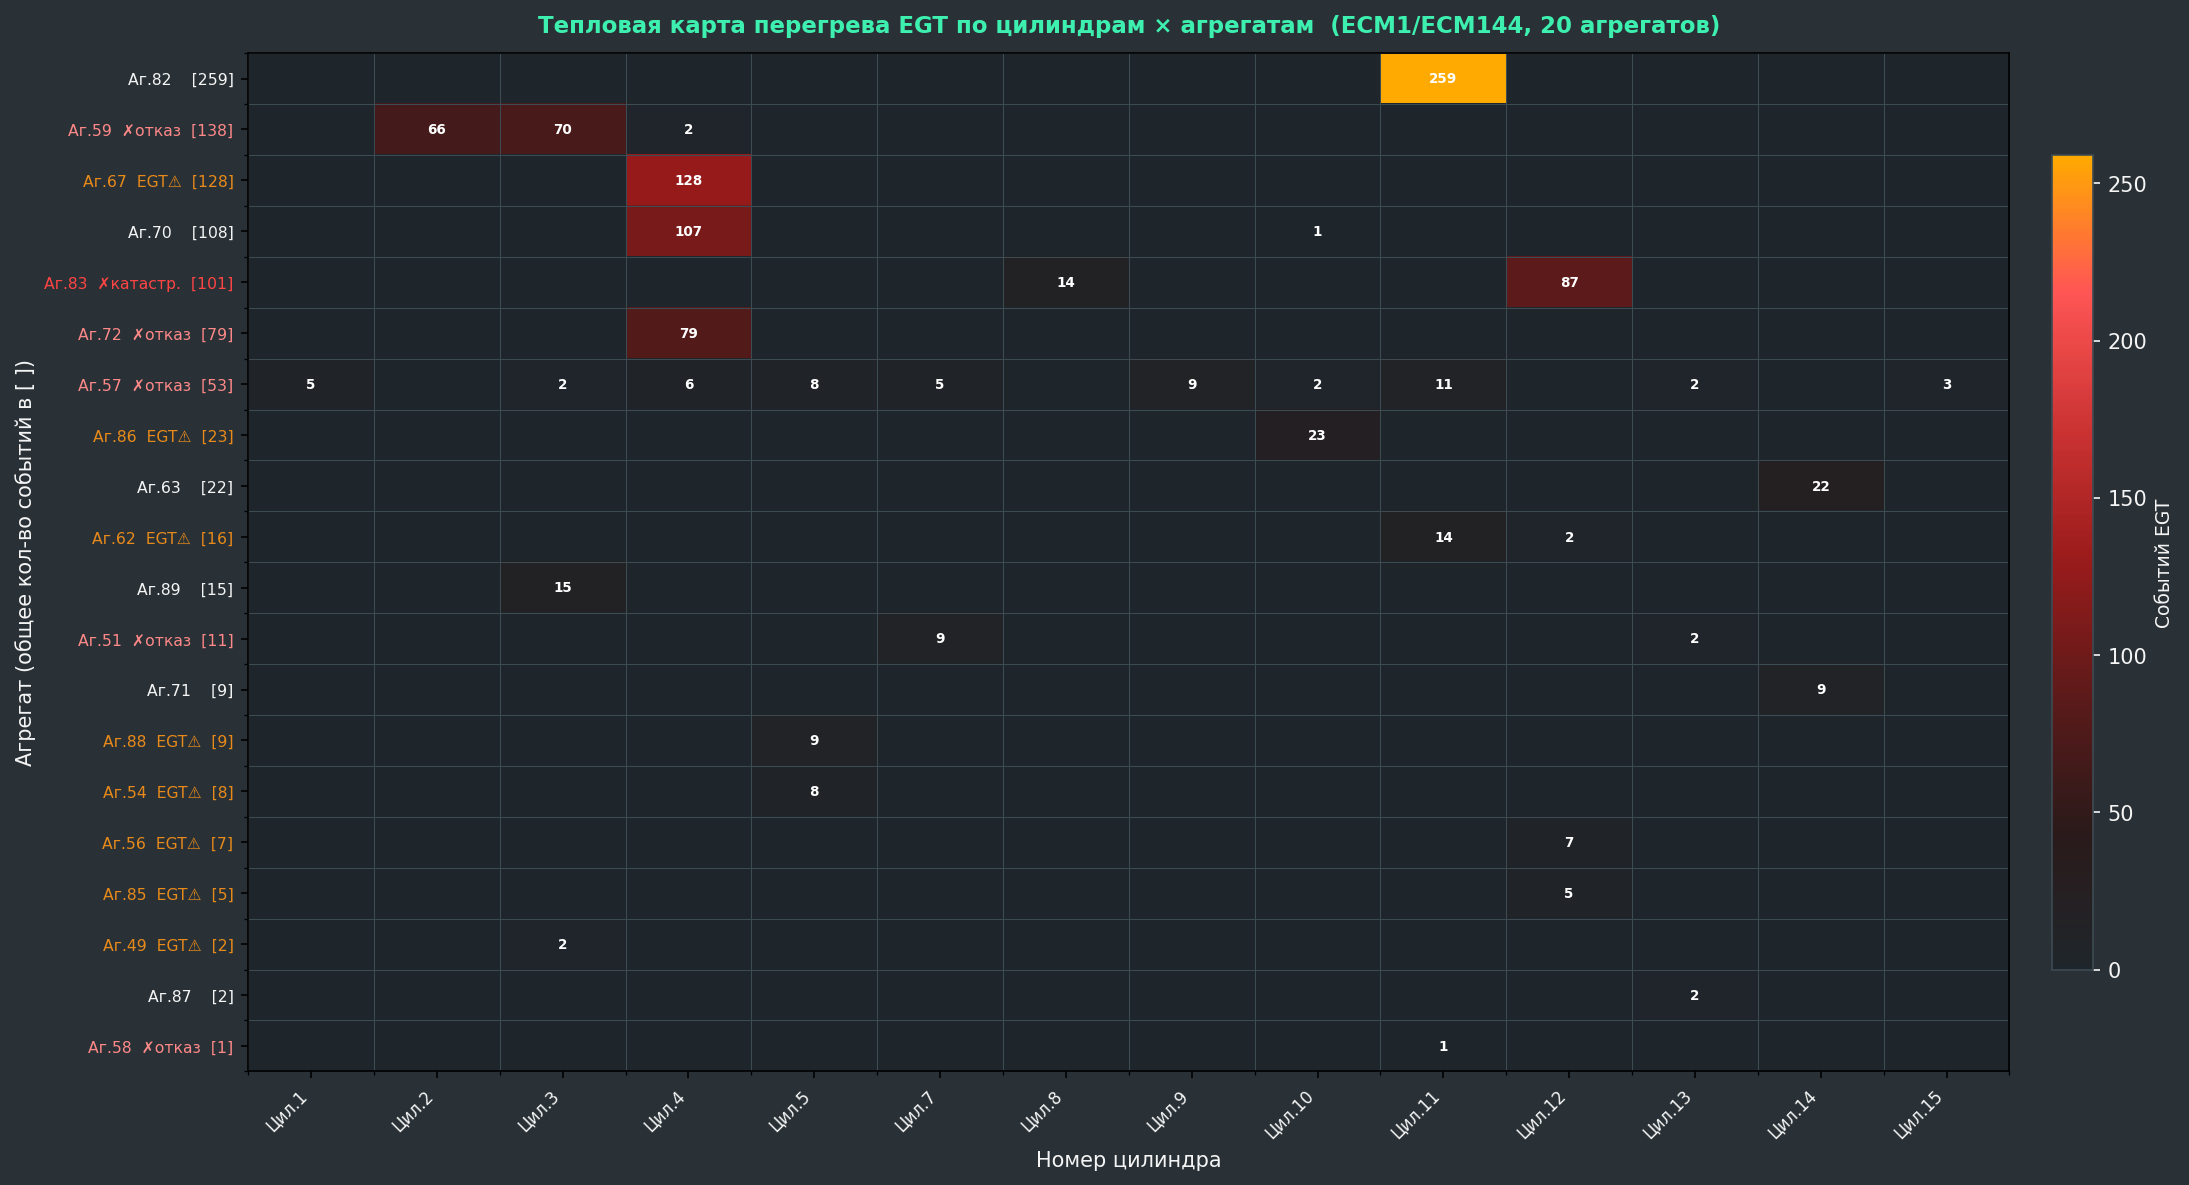 Тепловая карта перегрева EGT по цилиндрам × агрегатам (ECM1/ECM144, 20 агрегатов)
Агрегат (общее кол-во событий в [ ])
Аг.82 [259] 259
Аг.59 ✗отказ [138] 66 70 2
Аг.67 EGT⚠ [128] 128
Аг.70 [108] 107 1
Аг.83 ✗катастр. [101] 14 87
Аг.72 ✗отказ [79] 79
Аг.57 ✗отказ [53] 5 2 6 8 5 9 2 11 2 3
Аг.86 EGT⚠ [23] 23
Аг.63 [22] 22
Аг.62 EGT⚠ [16] 14 2
Аг.89 [15] 15
Аг.51 ✗отказ [11] 9 2
Аг.71 [9] 9
Аг.88 EGT⚠ [9] 9
Аг.54 EGT⚠ [8] 8
Аг.56 EGT⚠ [7] 7
Аг.85 EGT⚠ [5] 5
Аг.49 EGT⚠ [2] 2
Аг.87 [2] 2
Аг.58 ✗отказ [1] 1
Цил.1 Цил.2 Цил.3 Цил.4 Цил.5 Цил.7 Цил.8 Цил.9 Цил.10 Цил.11 Цил.12 Цил.13 Цил.14 Цил.15
Номер цилиндра
250
200
150
100
50
0
Событий EGT